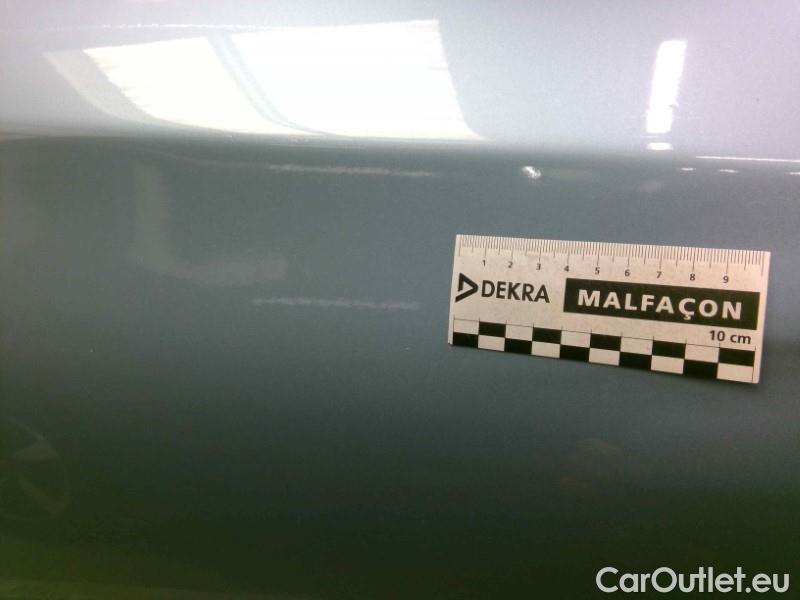 1 2 3 4 5 6 7 8 9
DEKRA MALFAÇON
10 cm
CarOutlet.eu